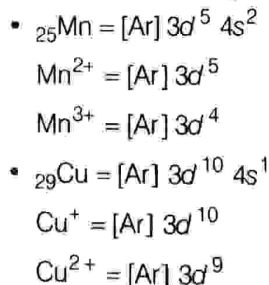 • ₂₅Mn = [Ar] 3d⁵ 4s²
Mn²⁺ = [Ar] 3d⁵
Mn³⁺ = [Ar] 3d⁴
• ₂₉Cu = [Ar] 3d¹⁰ 4s¹
Cu⁺ = [Ar] 3d¹⁰
Cu²⁺ = [Ar] 3d⁹